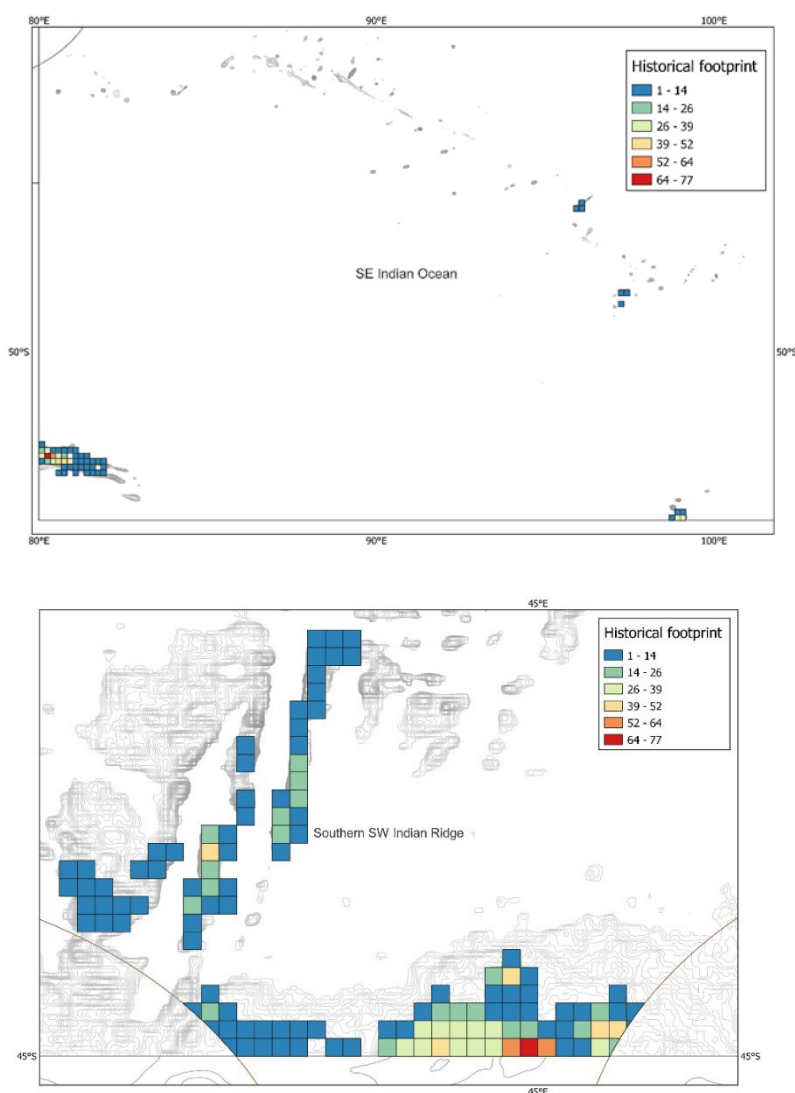 80°E 90°E 100°E
Historical footprint
1 - 14
14 - 26
26 - 39
39 - 52
52 - 64
64 - 77
SE Indian Ocean
50°S 50°S
80°E 90°E 100°E
45°E
Historical footprint
1 - 14
14 - 26
26 - 39
39 - 52
52 - 64
64 - 77
Southern SW Indian Ridge
45°S 45°S
45°E